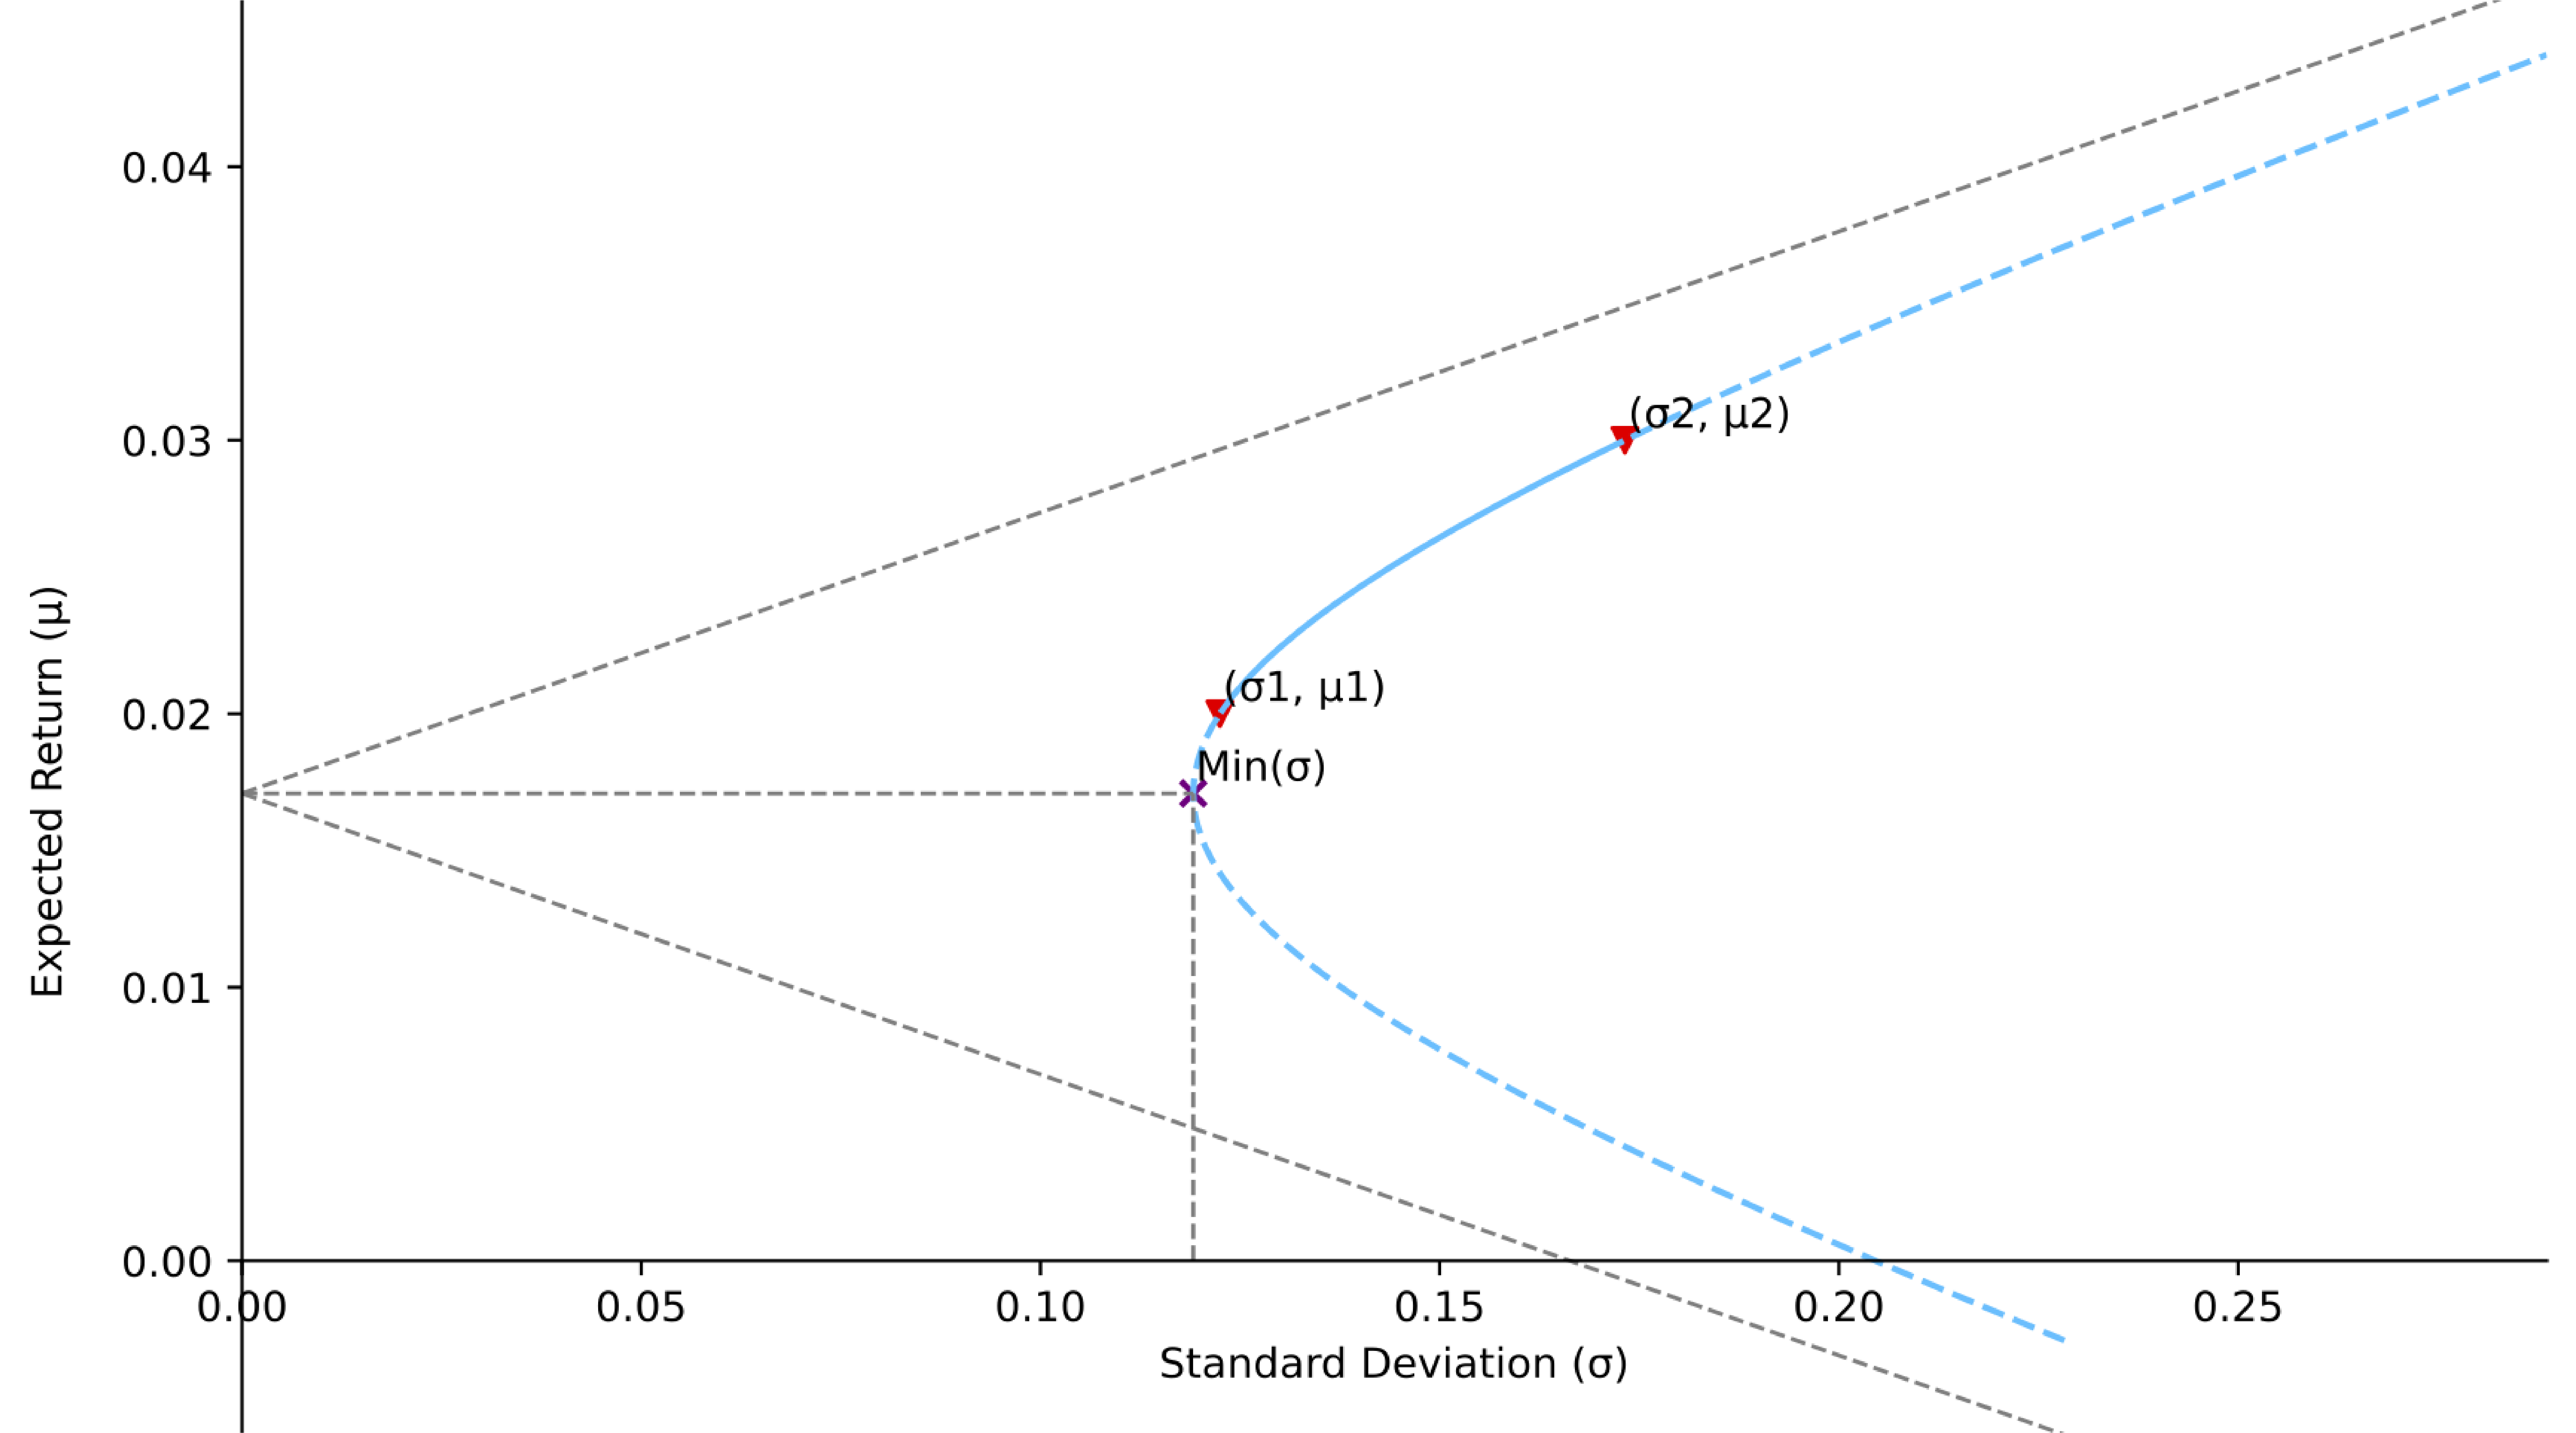 0.04
(σ2, μ2)
0.03
(σ1, μ1)
0.02
Min(σ)
Expected Return (μ)
0.01
0.00
0.00 0.05 0.10 0.15 0.20 0.25
Standard Deviation (σ)